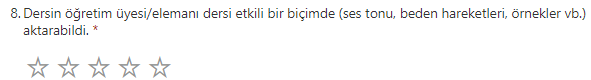 8. Dersin öğretim üyesi/elemanı dersi etkili bir biçimde (ses tonu, beden hareketleri, örnekler vb.)
aktarabildi. *